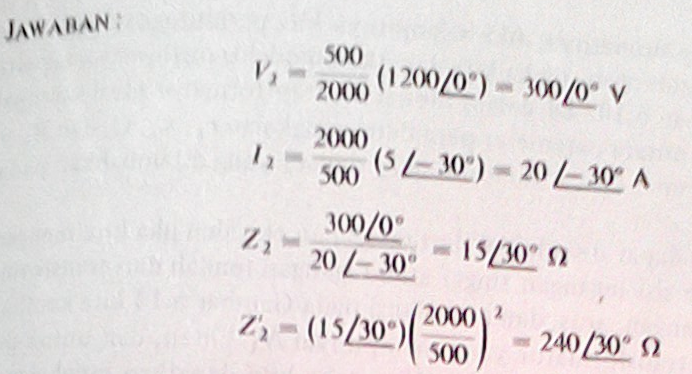 JAWABAN:
V₂ = 500/2000 (1200/0°) = 300/0° V
I₂ = 2000/500 (5 /−30°) = 20 /−30° A
Z₂ = 300/0° / 20 /−30° = 15/30° Ω
Z′₂ = (15/30°)(2000/500)² = 240/30° Ω